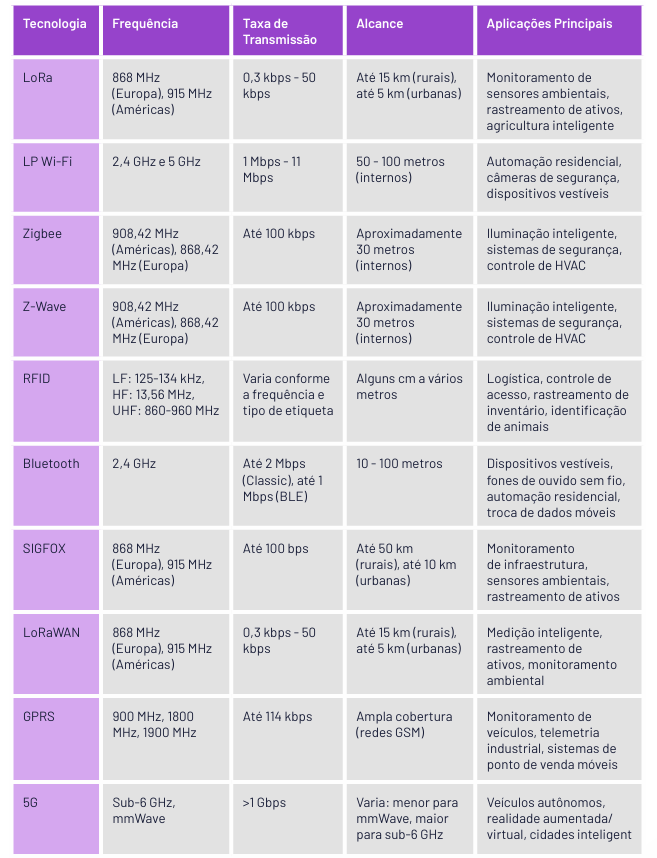 Tecnologia
Frequência
Taxa de
Transmissão
Alcance
Aplicações Principais
LoRa
868 MHz
(Europa), 915 MHz
(Américas)
0,3 kbps - 50
kbps
Até 15 km (rurais),
até 5 km (urbanas)
Monitoramento de
sensores ambientais,
rastreamento de ativos,
agricultura inteligente
LP Wi-Fi
2,4 GHz e 5 GHz
1 Mbps - 11
Mbps
50 - 100 metros
(internos)
Automação residencial,
câmeras de segurança,
dispositivos vestíveis
Zigbee
908,42 MHz
(Américas), 868,42
MHz (Europa)
Até 100 kbps
Aproximadamente
30 metros
(internos)
Iluminação inteligente,
sistemas de segurança,
controle de HVAC
Z-Wave
908,42 MHz
(Américas), 868,42
MHz (Europa)
Até 100 kbps
Aproximadamente
30 metros
(internos)
Iluminação inteligente,
sistemas de segurança,
controle de HVAC
RFID
LF: 125-134 kHz,
HF: 13,56 MHz,
UHF: 860-960 MHz
Varia conforme
a frequência e
tipo de etiqueta
Alguns cm a vários
metros
Logística, controle de
acesso, rastreamento de
inventário, identificação
de animais
Bluetooth
2,4 GHz
Até 2 Mbps
(Classic), até 1
Mbps (BLE)
10 - 100 metros
Dispositivos vestíveis,
fones de ouvido sem fio,
automação residencial,
troca de dados móveis
SIGFOX
868 MHz
(Europa), 915 MHz
(Américas)
Até 100 bps
Até 50 km
(rurais), até 10 km
(urbanas)
Monitoramento
de infraestrutura,
sensores ambientais,
rastreamento de ativos
LoRaWAN
868 MHz
(Europa), 915 MHz
(Américas)
0,3 kbps - 50
kbps
Até 15 km (rurais),
até 5 km (urbanas)
Medição inteligente,
rastreamento de
ativos, monitoramento
ambiental
GPRS
900 MHz, 1800
MHz, 1900 MHz
Até 114 kbps
Ampla cobertura
(redes GSM)
Monitoramento de
veículos, telemetria
industrial, sistemas de
ponto de venda móveis
5G
Sub-6 GHz,
mmWave
>1 Gbps
Varia: menor para
mmWave, maior
para sub-6 GHz
Veículos autônomos,
realidade aumentada/
virtual, cidades inteligent